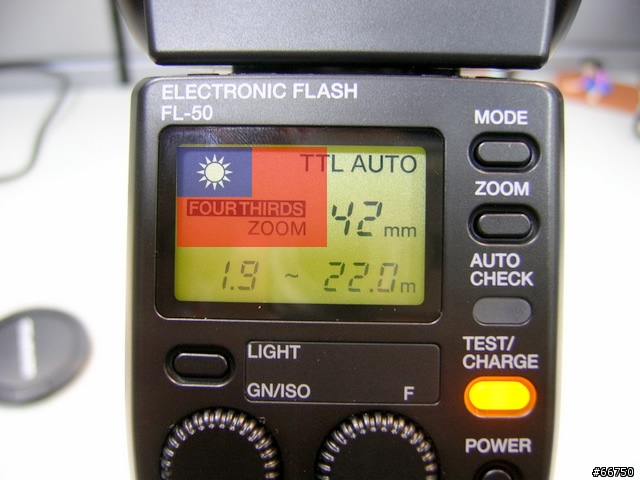 ELECTRONIC FLASH
FL-50
TTL AUTO
FOUR THIRDS
ZOOM 42 mm
1.9 ~ 22.0 m
LIGHT
GN/ISO F
MODE
ZOOM
AUTO
CHECK
TEST/
CHARGE
POWER
#66750